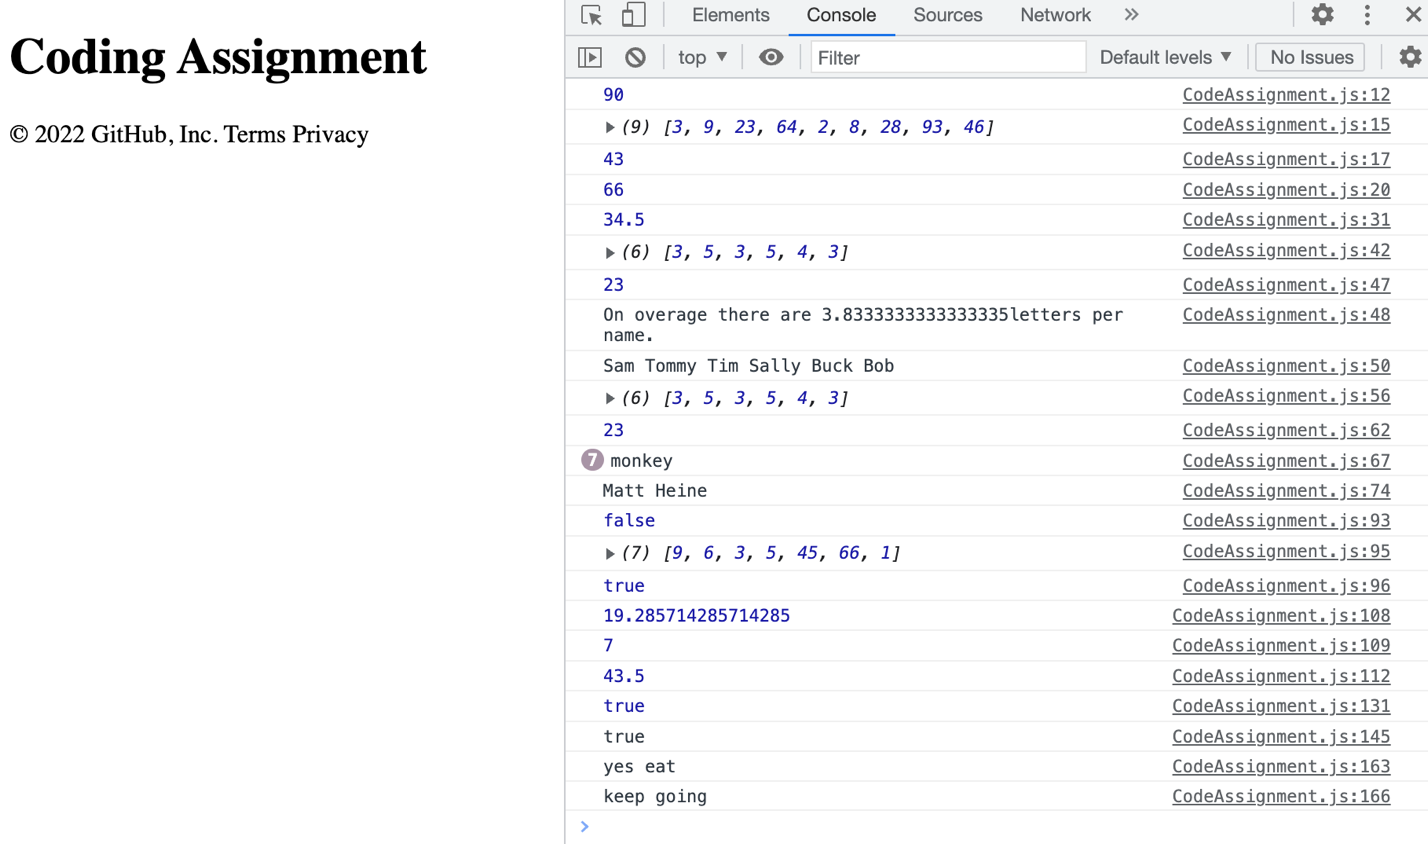 Coding Assignment
© 2022 GitHub, Inc. Terms Privacy
Elements Console Sources Network »
top ▼ Filter Default levels ▼ No Issues
90 CodeAssignment.js:12
▶ (9) [3, 9, 23, 64, 2, 8, 28, 93, 46] CodeAssignment.js:15
43 CodeAssignment.js:17
66 CodeAssignment.js:20
34.5 CodeAssignment.js:31
▶ (6) [3, 5, 3, 5, 4, 3] CodeAssignment.js:42
23 CodeAssignment.js:47
On overage there are 3.8333333333333335letters per CodeAssignment.js:48
name.
Sam Tommy Tim Sally Buck Bob CodeAssignment.js:50
▶ (6) [3, 5, 3, 5, 4, 3] CodeAssignment.js:56
23 CodeAssignment.js:62
7 monkey CodeAssignment.js:67
Matt Heine CodeAssignment.js:74
false CodeAssignment.js:93
▶ (7) [9, 6, 3, 5, 45, 66, 1] CodeAssignment.js:95
true CodeAssignment.js:96
19.285714285714285 CodeAssignment.js:108
7 CodeAssignment.js:109
43.5 CodeAssignment.js:112
true CodeAssignment.js:131
true CodeAssignment.js:145
yes eat CodeAssignment.js:163
keep going CodeAssignment.js:166
>